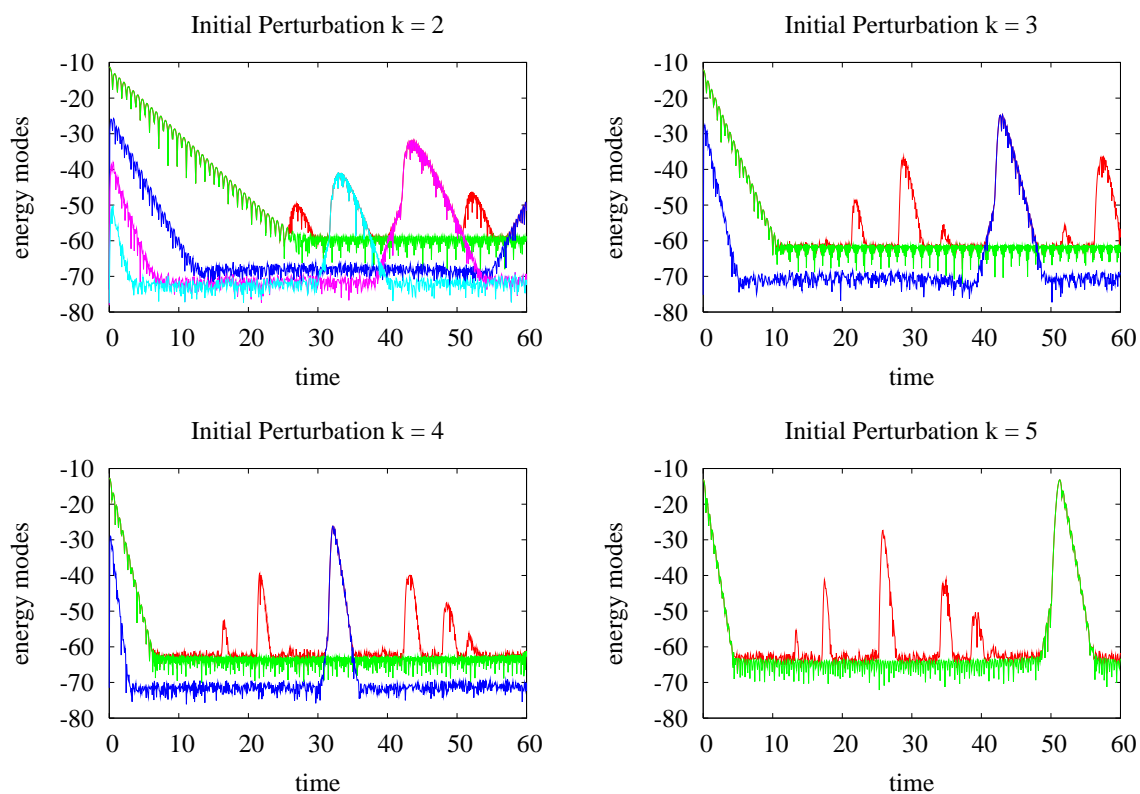 Initial Perturbation k = 2
energy modes
-10
-20
-30
-40
-50
-60
-70
-80
0 10 20 30 40 50 60
time
Initial Perturbation k = 3
energy modes
-10
-20
-30
-40
-50
-60
-70
-80
0 10 20 30 40 50 60
time
Initial Perturbation k = 4
energy modes
-10
-20
-30
-40
-50
-60
-70
-80
0 10 20 30 40 50 60
time
Initial Perturbation k = 5
energy modes
-10
-20
-30
-40
-50
-60
-70
-80
0 10 20 30 40 50 60
time